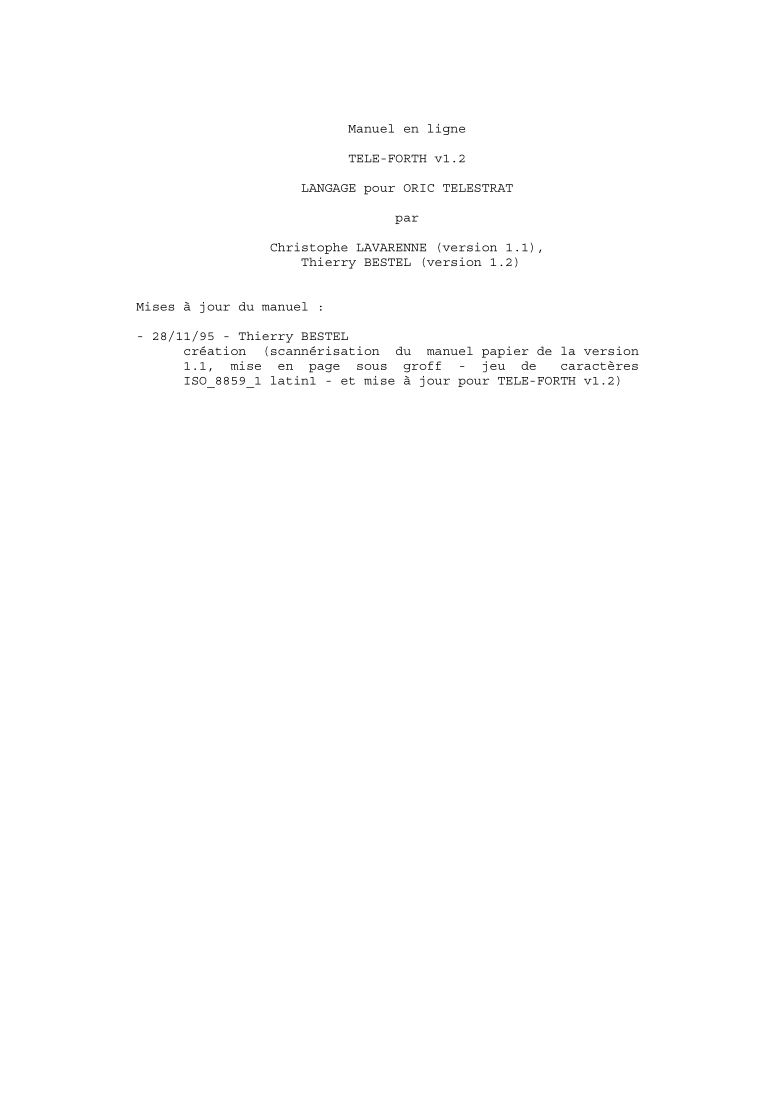 Manuel en ligne
TELE-FORTH v1.2
LANGAGE pour ORIC TELESTRAT
par
Christophe LAVARENNE (version 1.1),
Thierry BESTEL (version 1.2)
Mises à jour du manuel :
- 28/11/95 - Thierry BESTEL
création (scannérisation du manuel papier de la version
1.1, mise en page sous groff - jeu de caractères
ISO_8859_1 latin1 - et mise à jour pour TELE-FORTH v1.2)